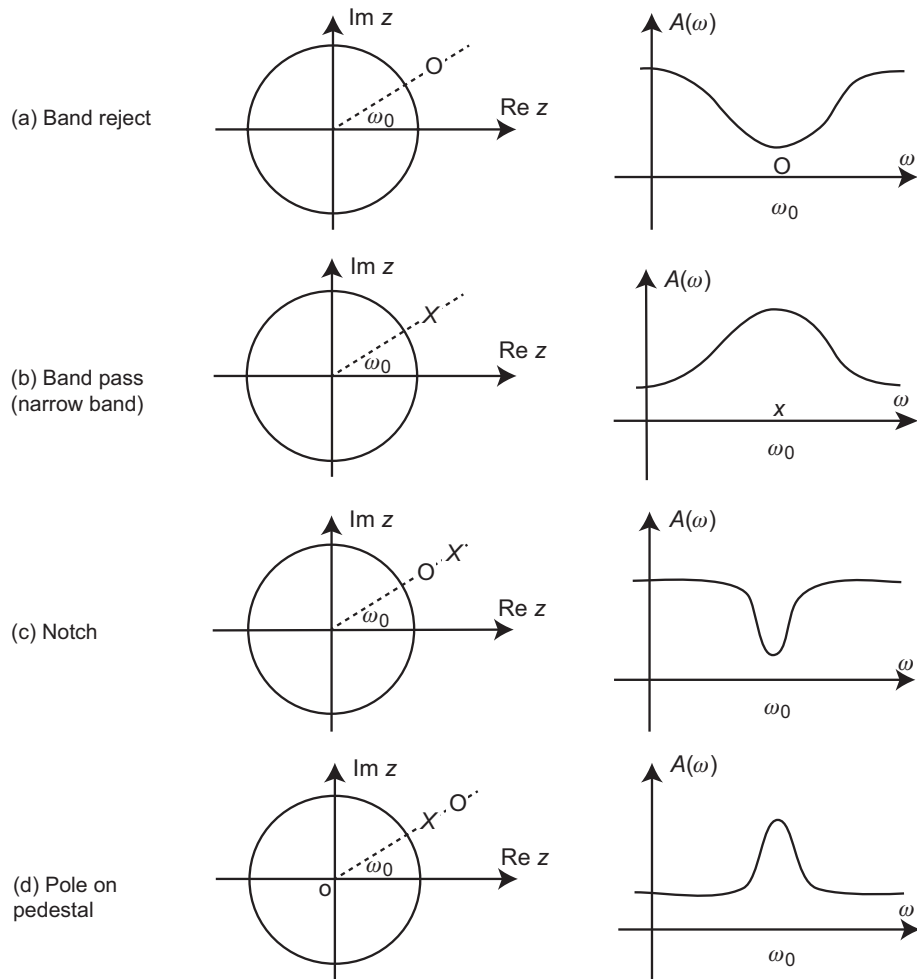 Im z
A(ω)
O
(a) Band reject
Re z
ω0
O
ω
ω0
Im z
A(ω)
X
Re z
ω0
(b) Band pass
(narrow band)
x
ω
ω0
Im z
A(ω)
O X
ω0
(c) Notch
Re z
ω
ω0
Im z
A(ω)
X O
Re z
ω0
o
(d) Pole on
pedestal
ω
ω0